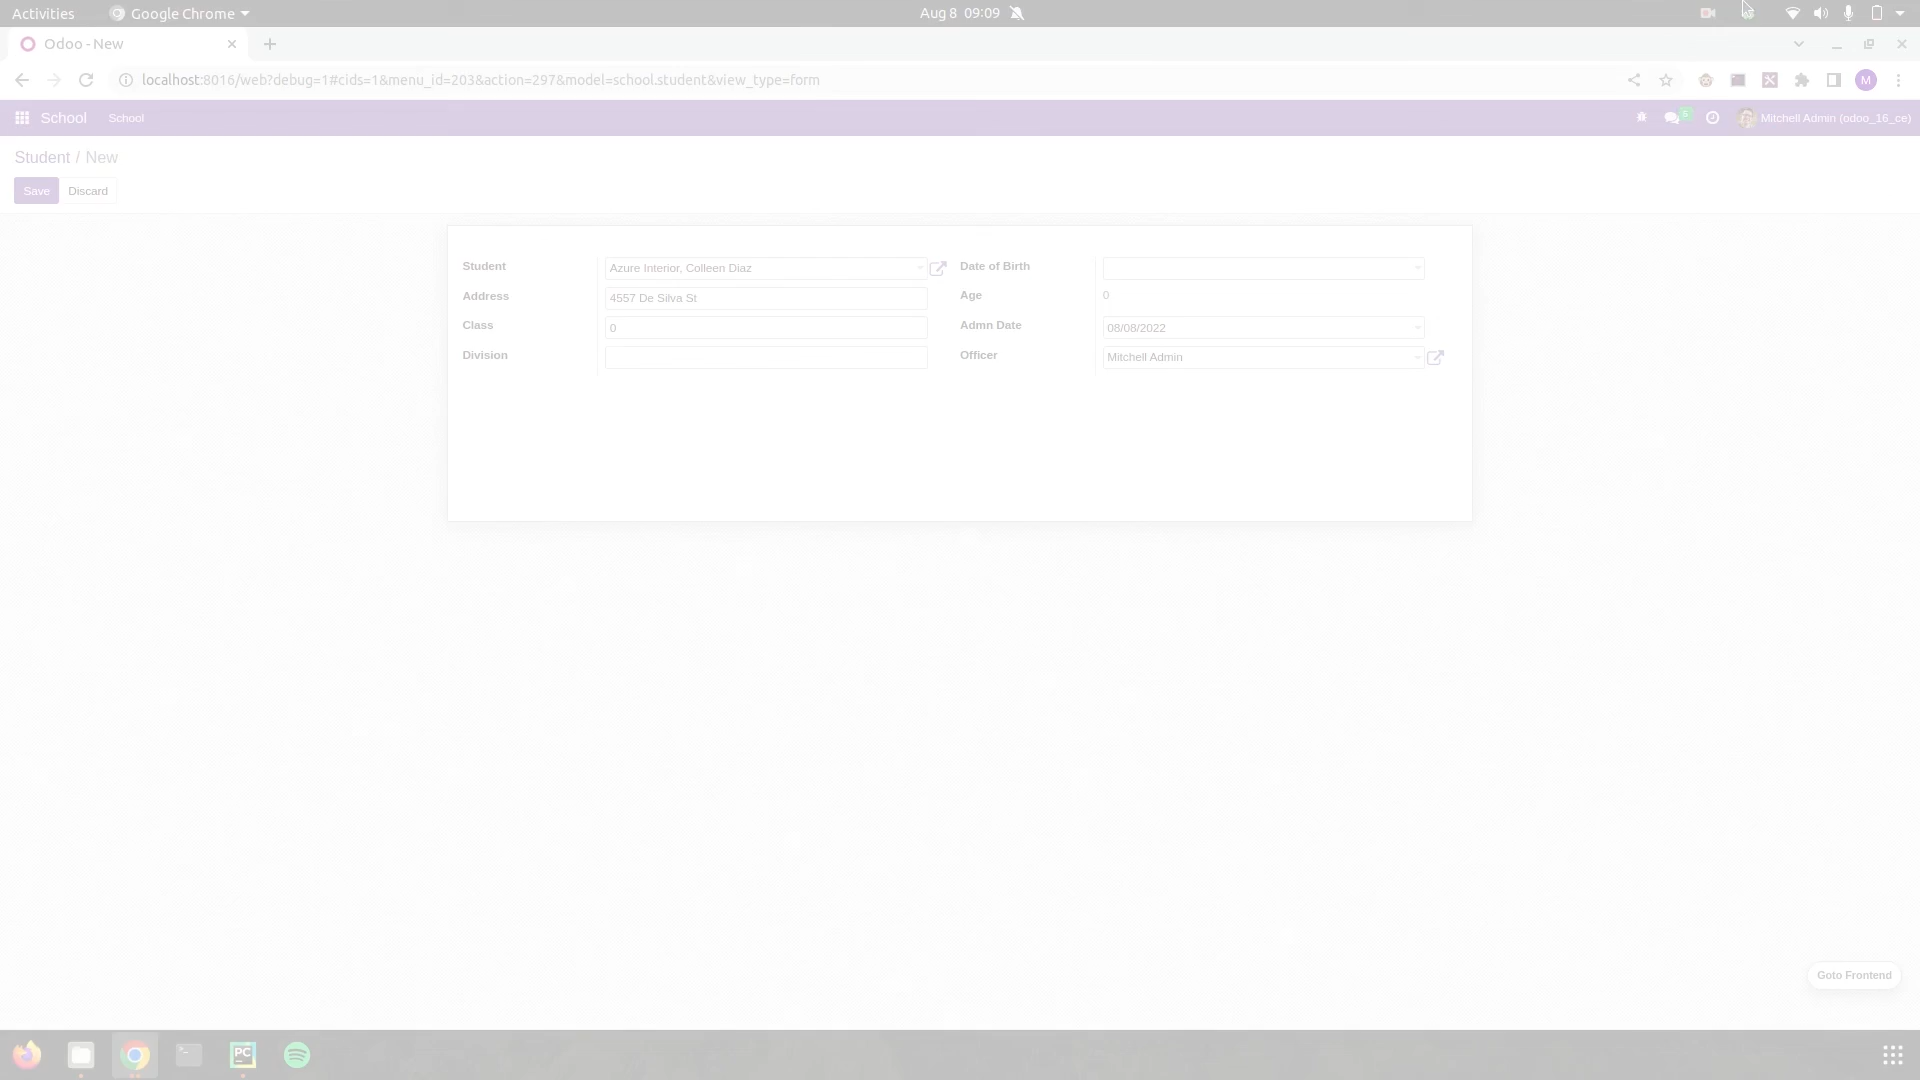 Activities Google Chrome Aug 8 09:09
Odoo - New
localhost:8016/web?debug=1#cids=1&menu_id=203&action=297&model=school.student&view_type=form M
School School 5 Mitchell Admin (odoo_16_ce)
Student / New
Save Discard
Student Azure Interior, Colleen Diaz Date of Birth
Address 4557 De Silva St Age 0
Class 0 Admn Date 08/08/2022
Division Officer Mitchell Admin
Goto Frontend
PC